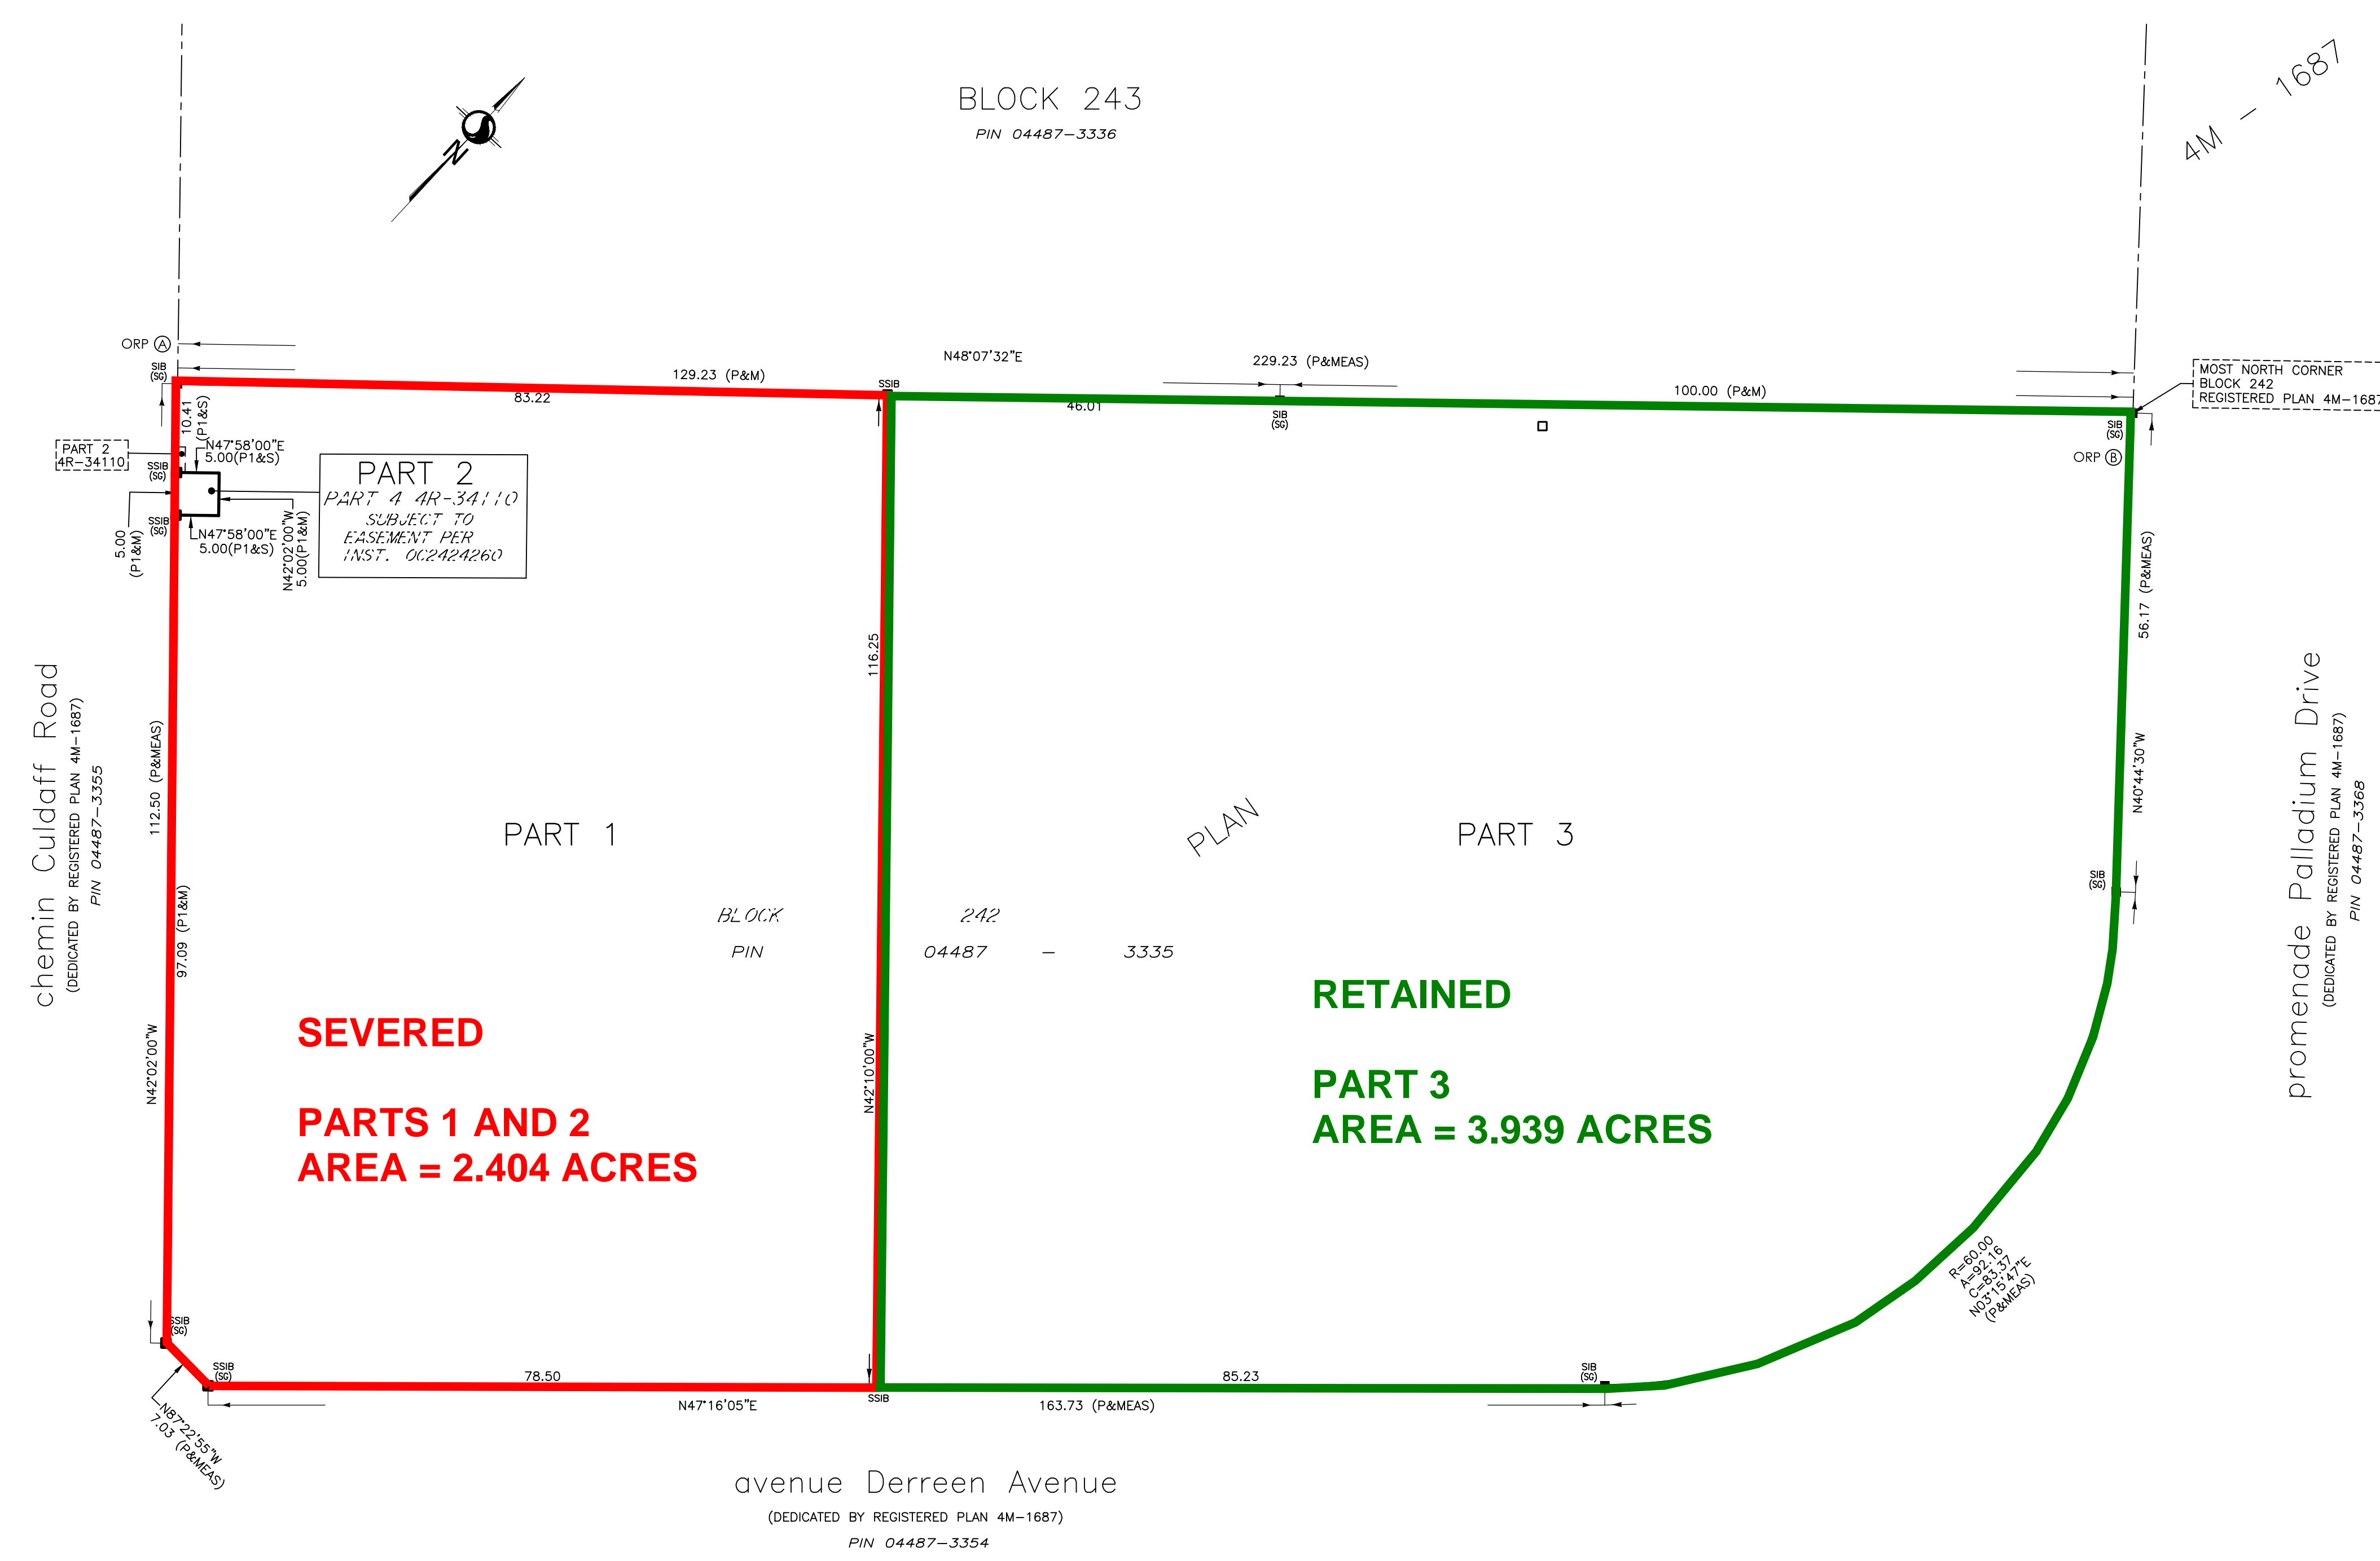 BLOCK 243
PIN 04487-3336
4M - 1687
N
ORP A
SIB
(SG)
129.23 (P&M)
83.22
N48°07'32"E
SSIB
229.23 (P&MEAS)
46.01
SIB
(SG)
100.00 (P&M)
MOST NORTH CORNER
BLOCK 242
REGISTERED PLAN 4M-1687
SIB
(SG)
ORP B
10.41
(P1&S)
PART 2
4R-34110
SSIB
(SG)
N47°58'00"E
5.00(P1&S)
PART 2
PART 4 4R-34110
SUBJECT TO
EASEMENT PER
INST. OC2424260
5.00
(P1&M)
SSIB
(SG)
N47°58'00"E
5.00(P1&S)
N42°02'00"W
5.00(P1&M)
116.25
56.17 (P&MEAS)
chemin Culdaff Road
(DEDICATED BY REGISTERED PLAN 4M-1687)
PIN 04487-3355
112.50 (P&MEAS)
97.09 (P1&M)
N42°02'00"W
PART 1
PLAN
PART 3
N40°44'30"W
SIB
(SG)
promenade Palladium Drive
(DEDICATED BY REGISTERED PLAN 4M-1687)
PIN 04487-3368
BLOCK 242
PIN 04487 - 3335
N42°10'00"W
SEVERED
PARTS 1 AND 2
AREA = 2.404 ACRES
RETAINED
PART 3
AREA = 3.939 ACRES
R=60.00
A=92.16
C=83.37
N03°15'47"E
(P&MEAS)
SSIB
(SG)
SSIB
(SG)
78.50
N47°16'05"E
SSIB
85.23
163.73 (P&MEAS)
SIB
(SG)
N87°22'55"W
7.03 (P&MEAS)
avenue Derreen Avenue
(DEDICATED BY REGISTERED PLAN 4M-1687)
PIN 04487-3354